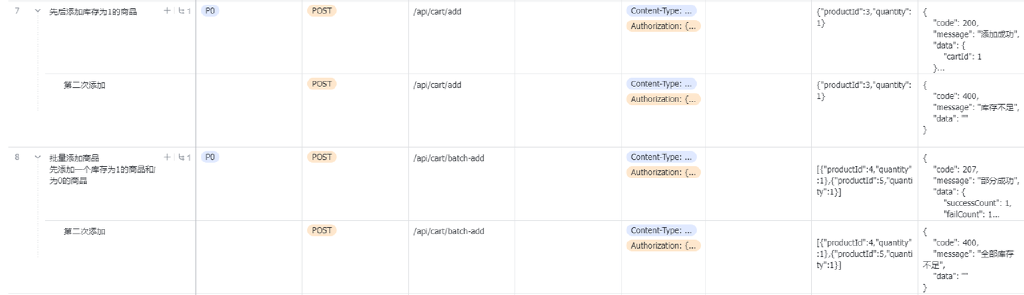 7 先后添加库存为1的商品 1 P0 POST /api/cart/add Content-Type: ... {"productId":3,"quantity":
Authorization: {... 1}
{
"code": 200,
"message": "添加成功",
"data": {
"cartId": 1
}...
第二次添加 POST /api/cart/add Content-Type: ... {"productId":3,"quantity":
Authorization: {... 1}
{
"code": 400,
"message": "库存不足",
"data": ""
}
8 批量添加商品 1 P0 POST /api/cart/batch-add Content-Type: ...
先添加一个库存为1的商品和
为0的商品
Authorization: {...
[{"productId":4,"quantity"
:1},{"productId":5,"quanti
ty":1}]
{
"code": 207,
"message": "部分成功",
"data": {
"successCount": 1,
"failCount": 1...
第二次添加 POST /api/cart/batch-add Content-Type: ...
Authorization: {...
[{"productId":4,"quantity"
:1},{"productId":5,"quanti
ty":1}]
{
"code": 400,
"message": "全部库存
不足",
"data": ""
}